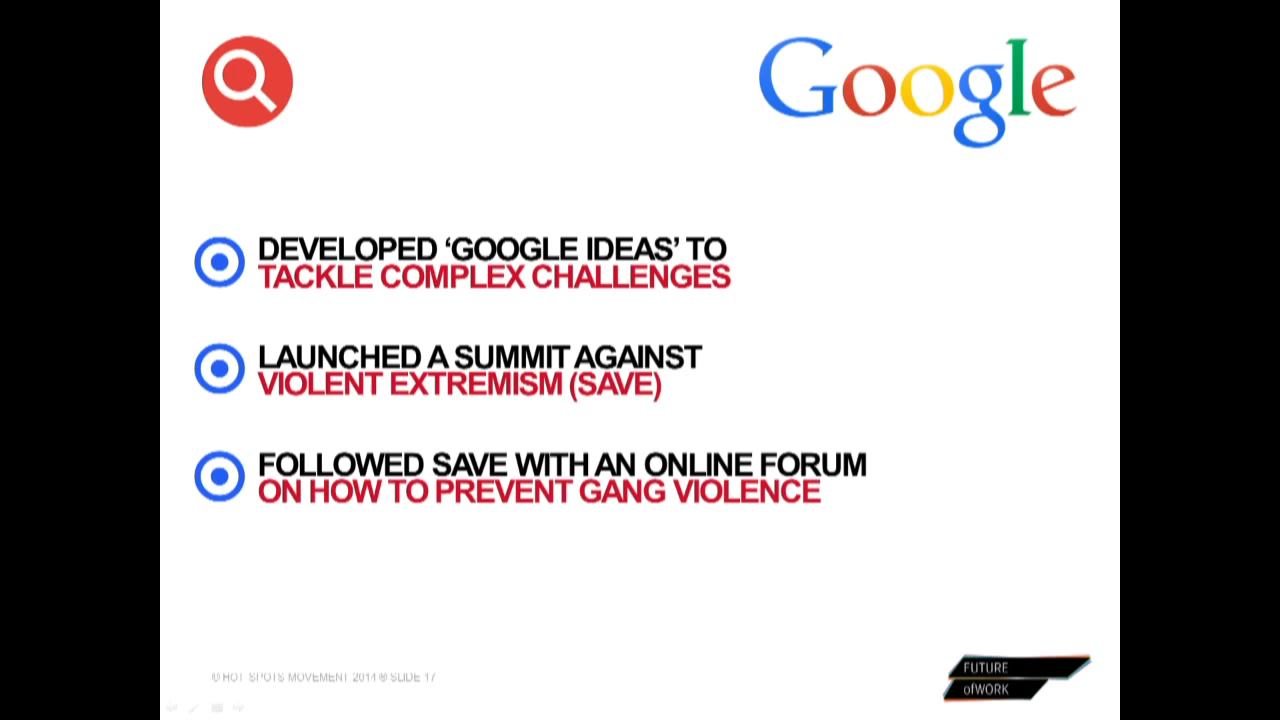 Google
DEVELOPED ‘GOOGLE IDEAS’ TO
TACKLE COMPLEX CHALLENGES
LAUNCHED A SUMMIT AGAINST
VIOLENT EXTREMISM (SAVE)
FOLLOWED SAVE WITH AN ONLINE FORUM
ON HOW TO PREVENT GANG VIOLENCE
© HOT SPOTS MOVEMENT 2014 ® SLIDE 17
FUTURE
ofWORK